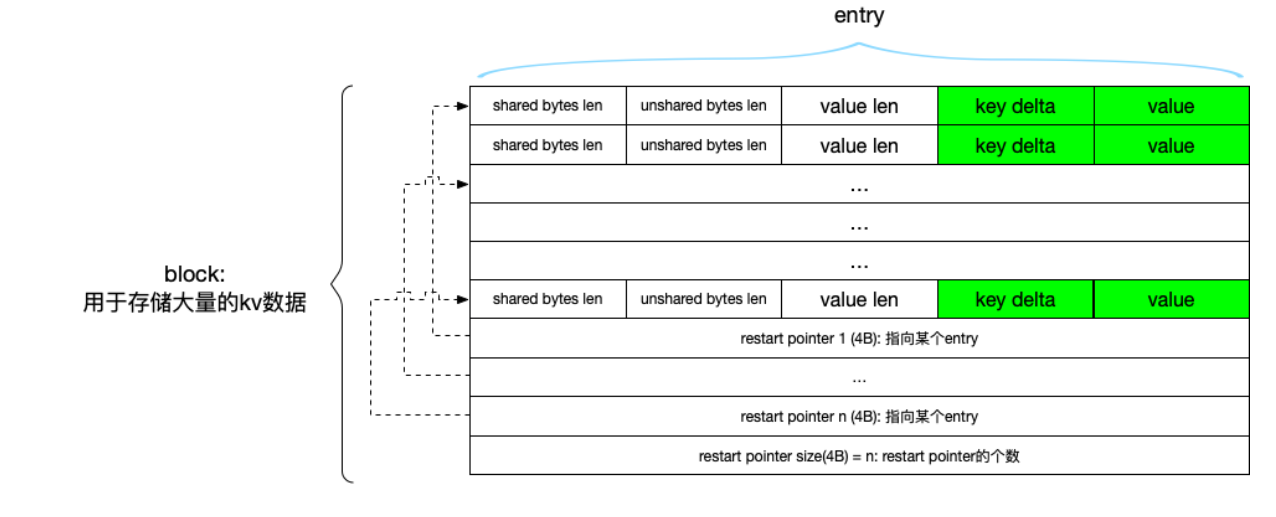 entry
shared bytes len unshared bytes len value len key delta value
shared bytes len unshared bytes len value len key delta value
...
...
...
block:
用于存储大量的kv数据
shared bytes len unshared bytes len value len key delta value
restart pointer 1 (4B): 指向某个entry
...
restart pointer n (4B): 指向某个entry
restart pointer size(4B) = n: restart pointer的个数